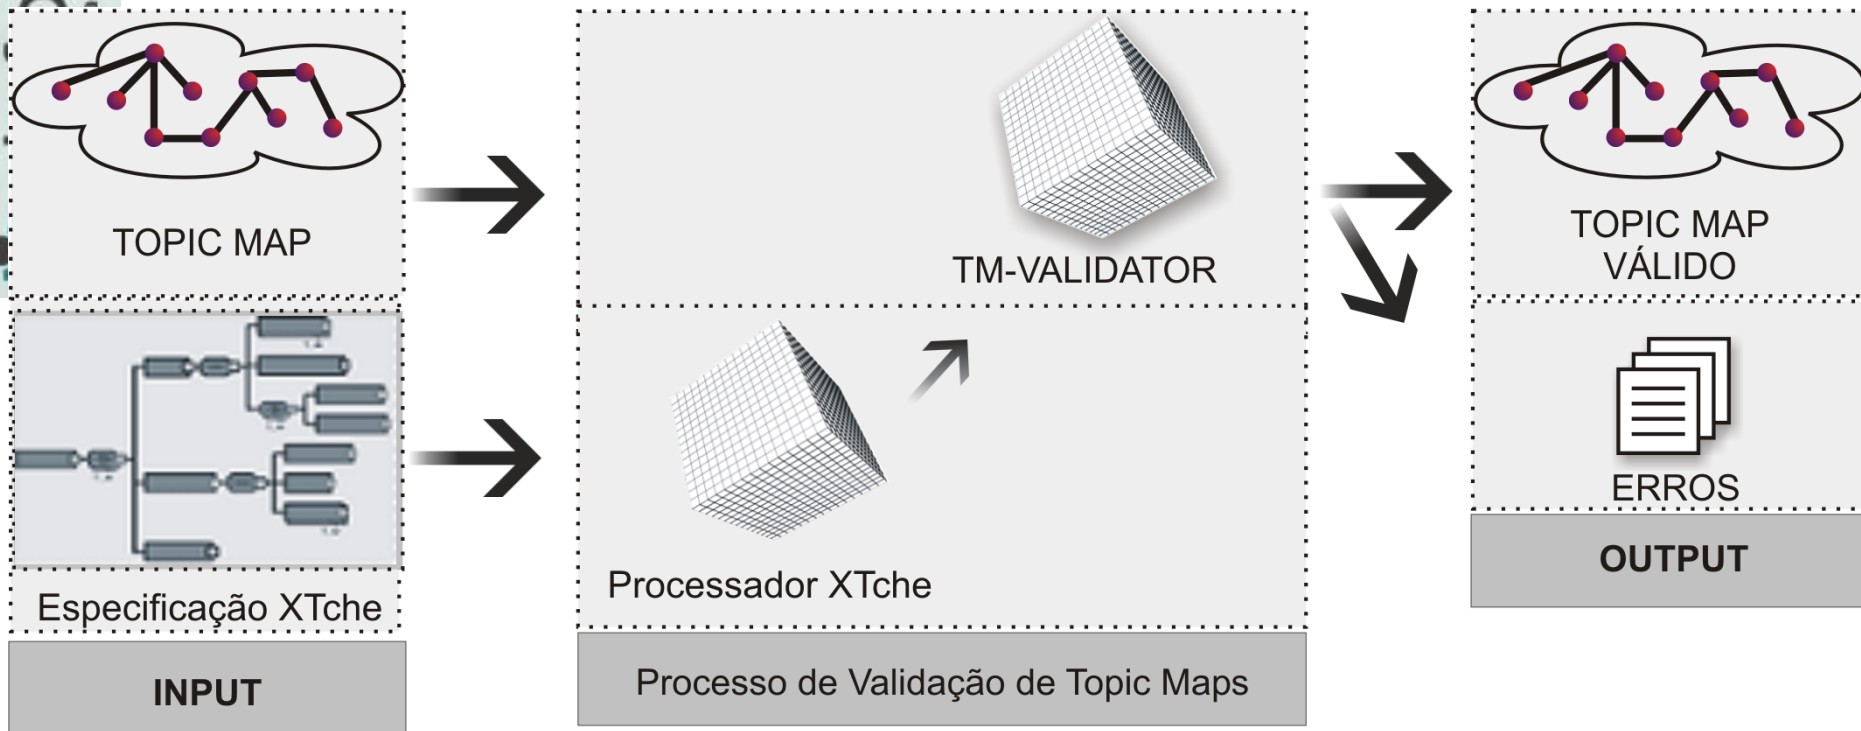 TOPIC MAP
Especificação XTche
INPUT
TM-VALIDATOR
Processador XTche
Processo de Validação de Topic Maps
TOPIC MAP
VÁLIDO
ERROS
OUTPUT